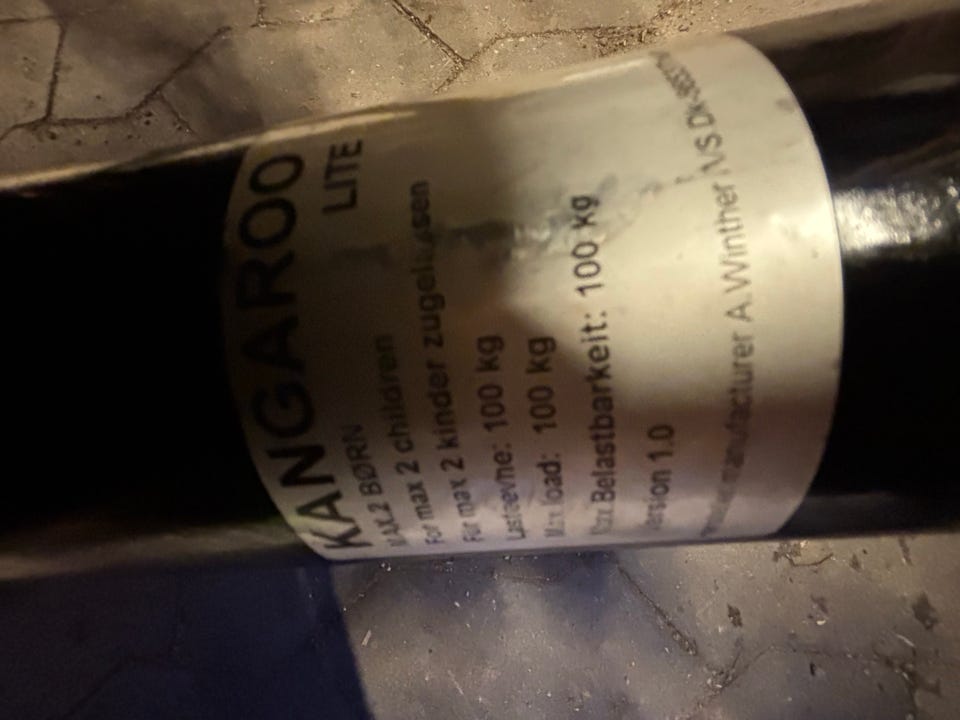 KANGAROO
LITE
MAX.2 BØRN
For max 2 children
Für max 2 kinder zugelassen
Lasteevne: 100 kg
Max. load: 100 kg
Max. Belastbarkeit: 100 kg
Version 1.0
manufacturer A.Winther A/S